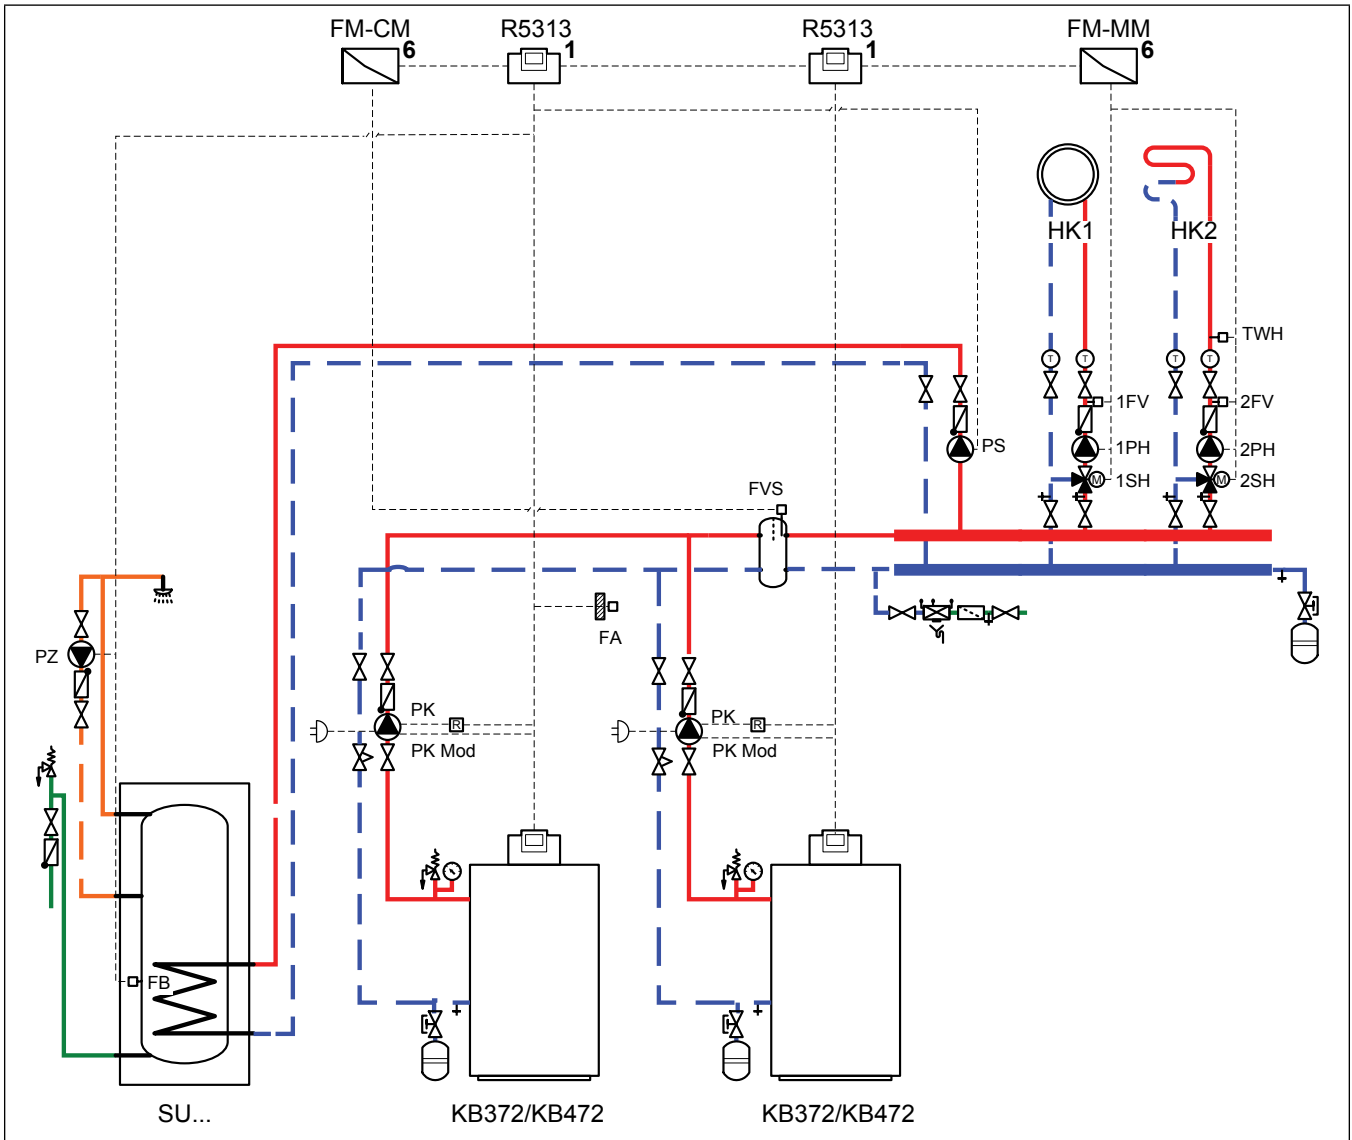 FM-CM
6
R5313
1
R5313
1
FM-MM
6
HK1
HK2
TWH
T
T
T
T
1FV
2FV
PS
1PH
2PH
M
1SH
M
2SH
FVS
FA
PZ
PK
R
PK Mod
PK
R
PK Mod
FB
SU...
KB372/KB472
KB372/KB472